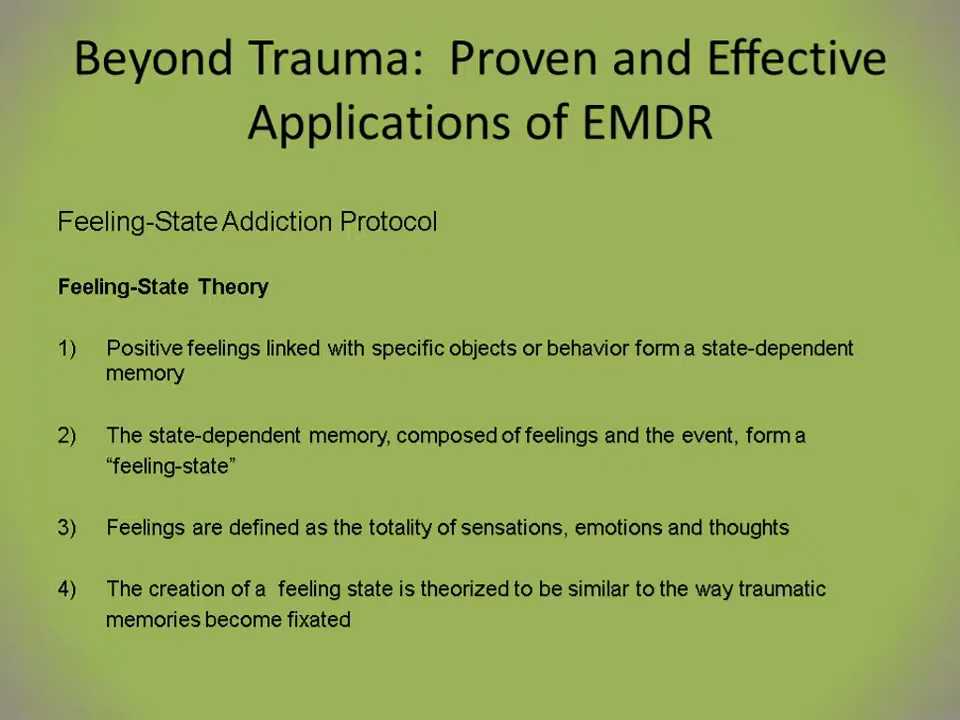 Beyond Trauma:  Proven and Effective
Applications of EMDR
Feeling-State Addiction Protocol
Feeling-State Theory
1) Positive feelings linked with specific objects or behavior form a state-dependent
memory
2) The state-dependent memory, composed of feelings and the event, form a
“feeling-state”
3) Feelings are defined as the totality of sensations, emotions and thoughts
4) The creation of a  feeling state is theorized to be similar to the way traumatic
memories become fixated